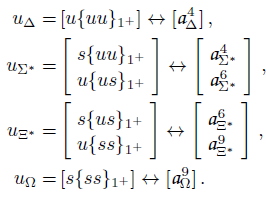 u_Δ = [u{uu}_{1+}] ↔ [a_Δ^4] ,
u_{Σ*} = [ s{uu}_{1+} ] ↔ [ a_{Σ*}^4 ] ,
[ u{us}_{1+} ] [ a_{Σ*}^6 ]
u_{Ξ*} = [ s{us}_{1+} ] ↔ [ a_{Ξ*}^6 ] ,
[ u{ss}_{1+} ] [ a_{Ξ*}^9 ]
u_Ω = [s{ss}_{1+}] ↔ [a_Ω^9] .